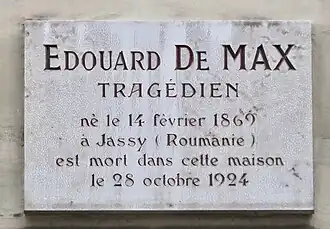 EDOUARD DE MAX
TRAGÉDIEN
né le 14 février 1869
à Jassy ( Roumanie )
est mort dans cette maison
le 28 octobre 1924